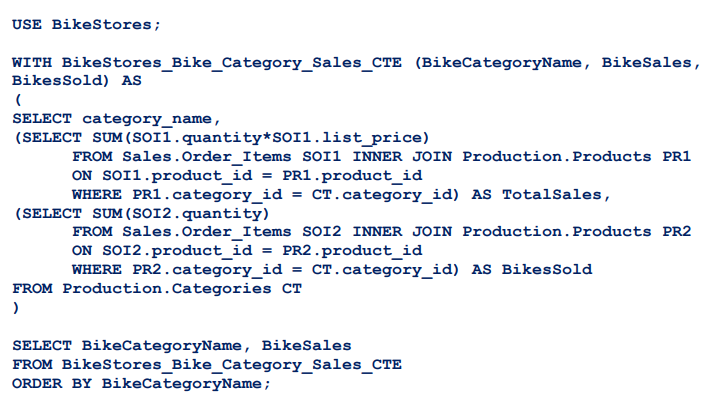 USE BikeStores;
WITH BikeStores_Bike_Category_Sales_CTE (BikeCategoryName, BikeSales,
BikesSold) AS
(
SELECT category_name,
(SELECT SUM(SOI1.quantity*SOI1.list_price)
FROM Sales.Order_Items SOI1 INNER JOIN Production.Products PR1
ON SOI1.product_id = PR1.product_id
WHERE PR1.category_id = CT.category_id) AS TotalSales,
(SELECT SUM(SOI2.quantity)
FROM Sales.Order_Items SOI2 INNER JOIN Production.Products PR2
ON SOI2.product_id = PR2.product_id
WHERE PR2.category_id = CT.category_id) AS BikesSold
FROM Production.Categories CT
)
SELECT BikeCategoryName, BikeSales
FROM BikeStores_Bike_Category_Sales_CTE
ORDER BY BikeCategoryName;